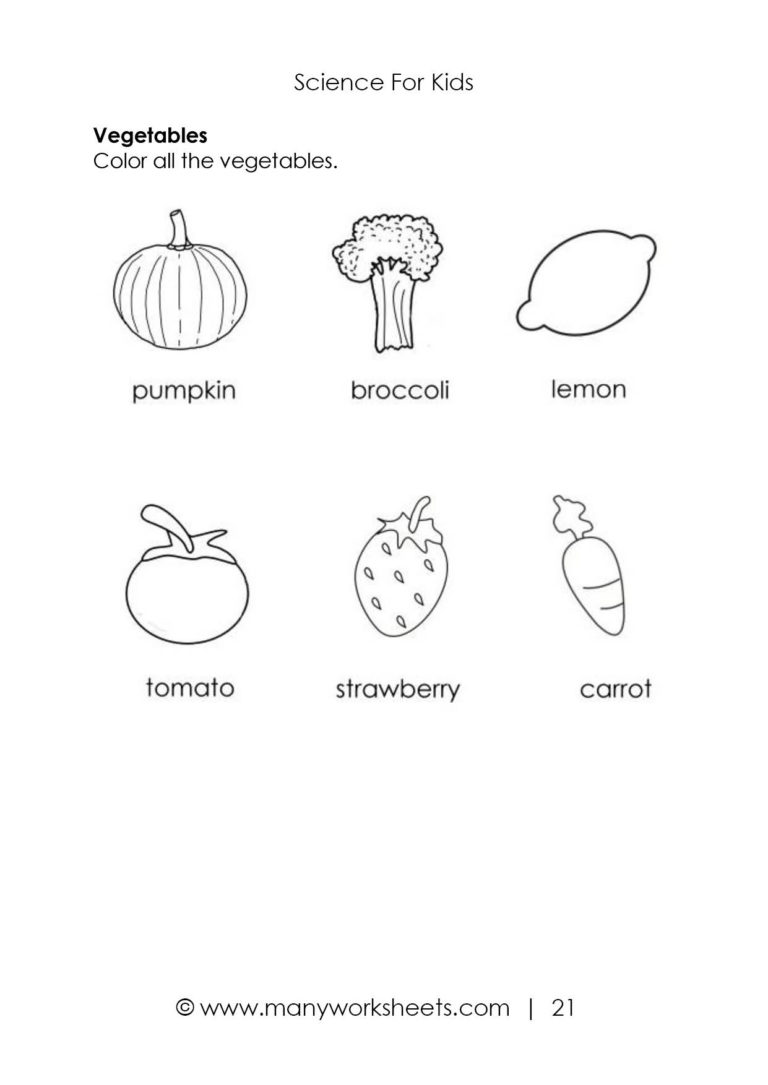 Science For Kids
Vegetables
Color all the vegetables.
pumpkin broccoli lemon
tomato strawberry carrot
© www.manyworksheets.com | 21